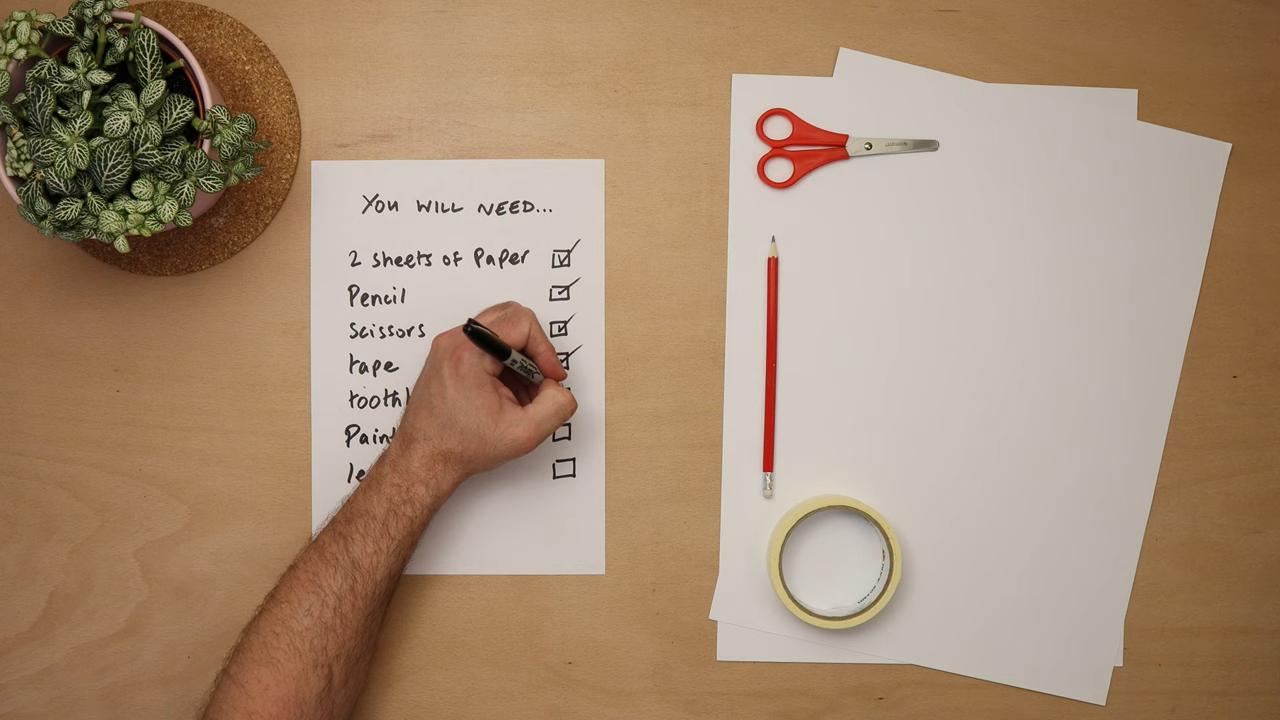 You will need...
2 sheets of Paper
Pencil
scissors
tape